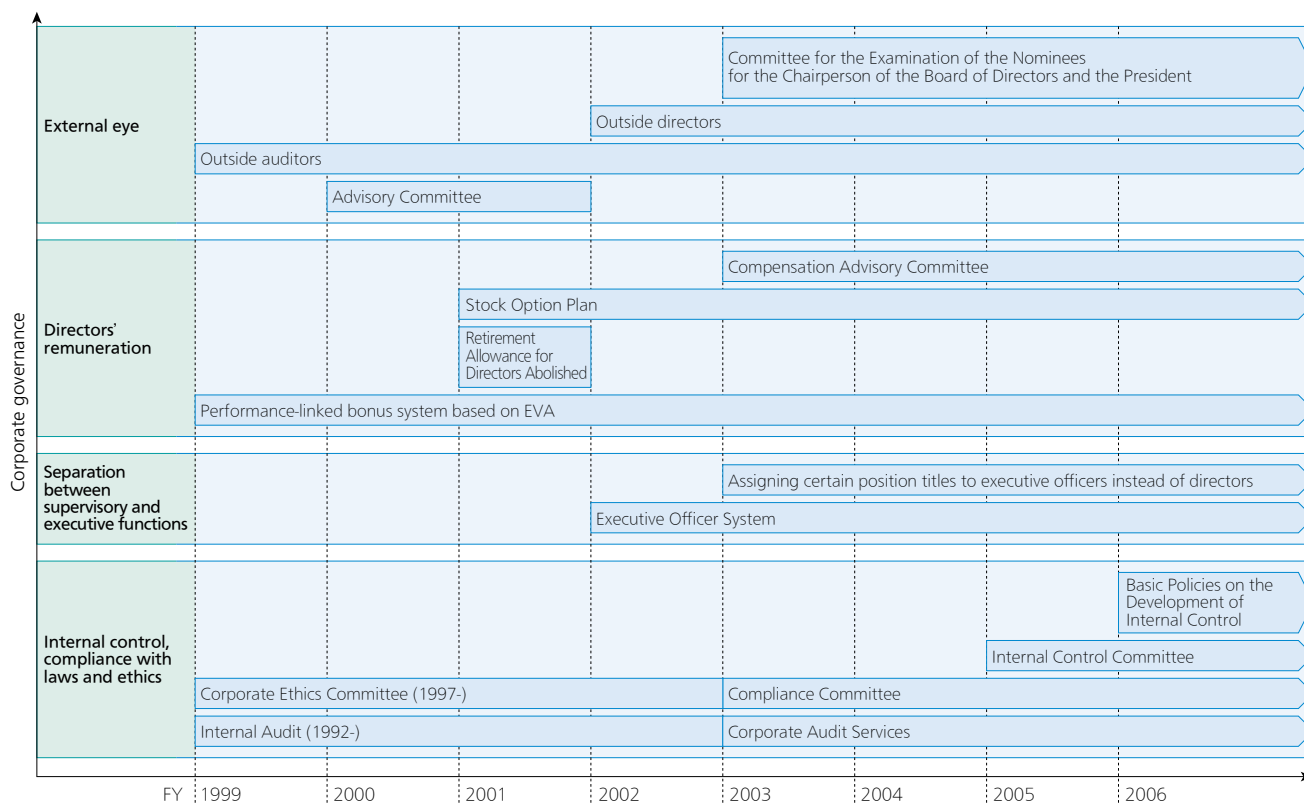 Corporate governance
External eye
Committee for the Examination of the Nominees
for the Chairperson of the Board of Directors and the President
Outside directors
Outside auditors
Advisory Committee
Directors'
remuneration
Compensation Advisory Committee
Stock Option Plan
Retirement
Allowance for
Directors Abolished
Performance-linked bonus system based on EVA
Separation
between
supervisory and
executive functions
Assigning certain position titles to executive officers instead of directors
Executive Officer System
Internal control,
compliance with
laws and ethics
Basic Policies on the
Development of
Internal Control
Internal Control Committee
Corporate Ethics Committee (1997-)
Compliance Committee
Internal Audit (1992-)
Corporate Audit Services
FY 1999 2000 2001 2002 2003 2004 2005 2006